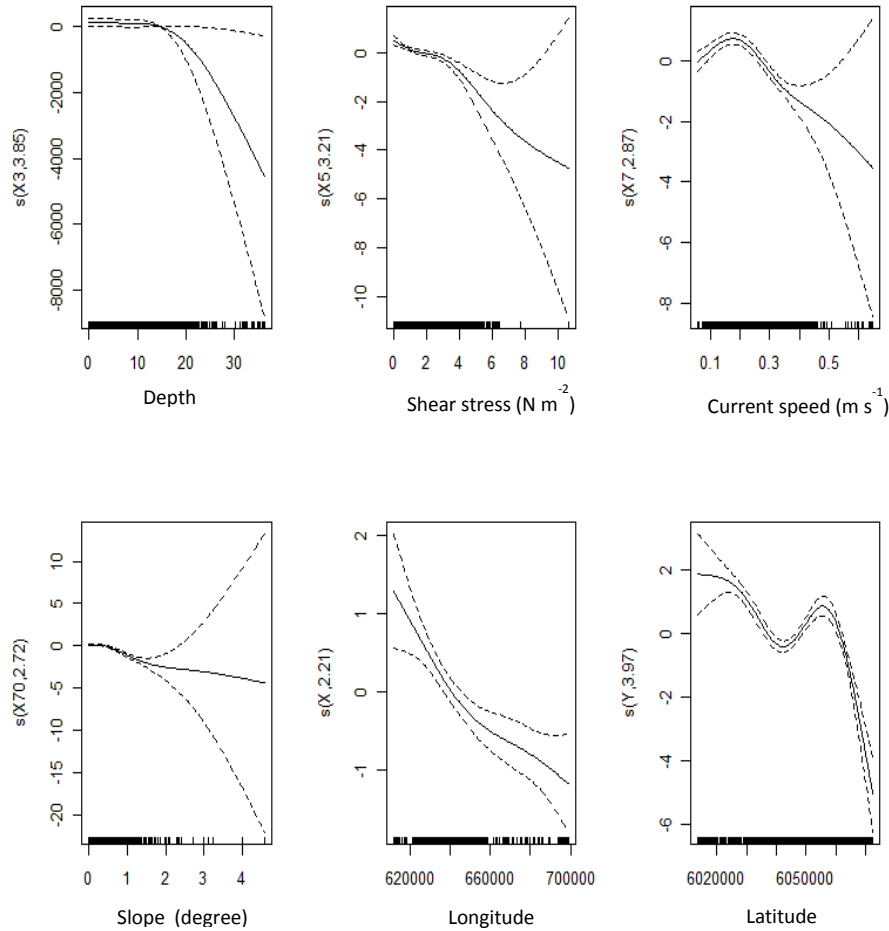 s(X3,3.85)
0
-2000
-4000
-6000
-8000
0 10 20 30
Depth
s(X5,3.21)
0
-2
-4
-6
-8
-10
0 2 4 6 8 10
Shear stress (N m⁻²)
s(X7,2.87)
0
-2
-4
-6
-8
0.1 0.3 0.5
Current speed (m s⁻¹)
s(X70,2.72)
10
5
0
-5
-10
-15
-20
0 1 2 3 4
Slope (degree)
s(X,2.21)
2
1
0
-1
620000 660000 700000
Longitude
s(Y,3.97)
2
0
-2
-4
-6
6020000 6050000
Latitude